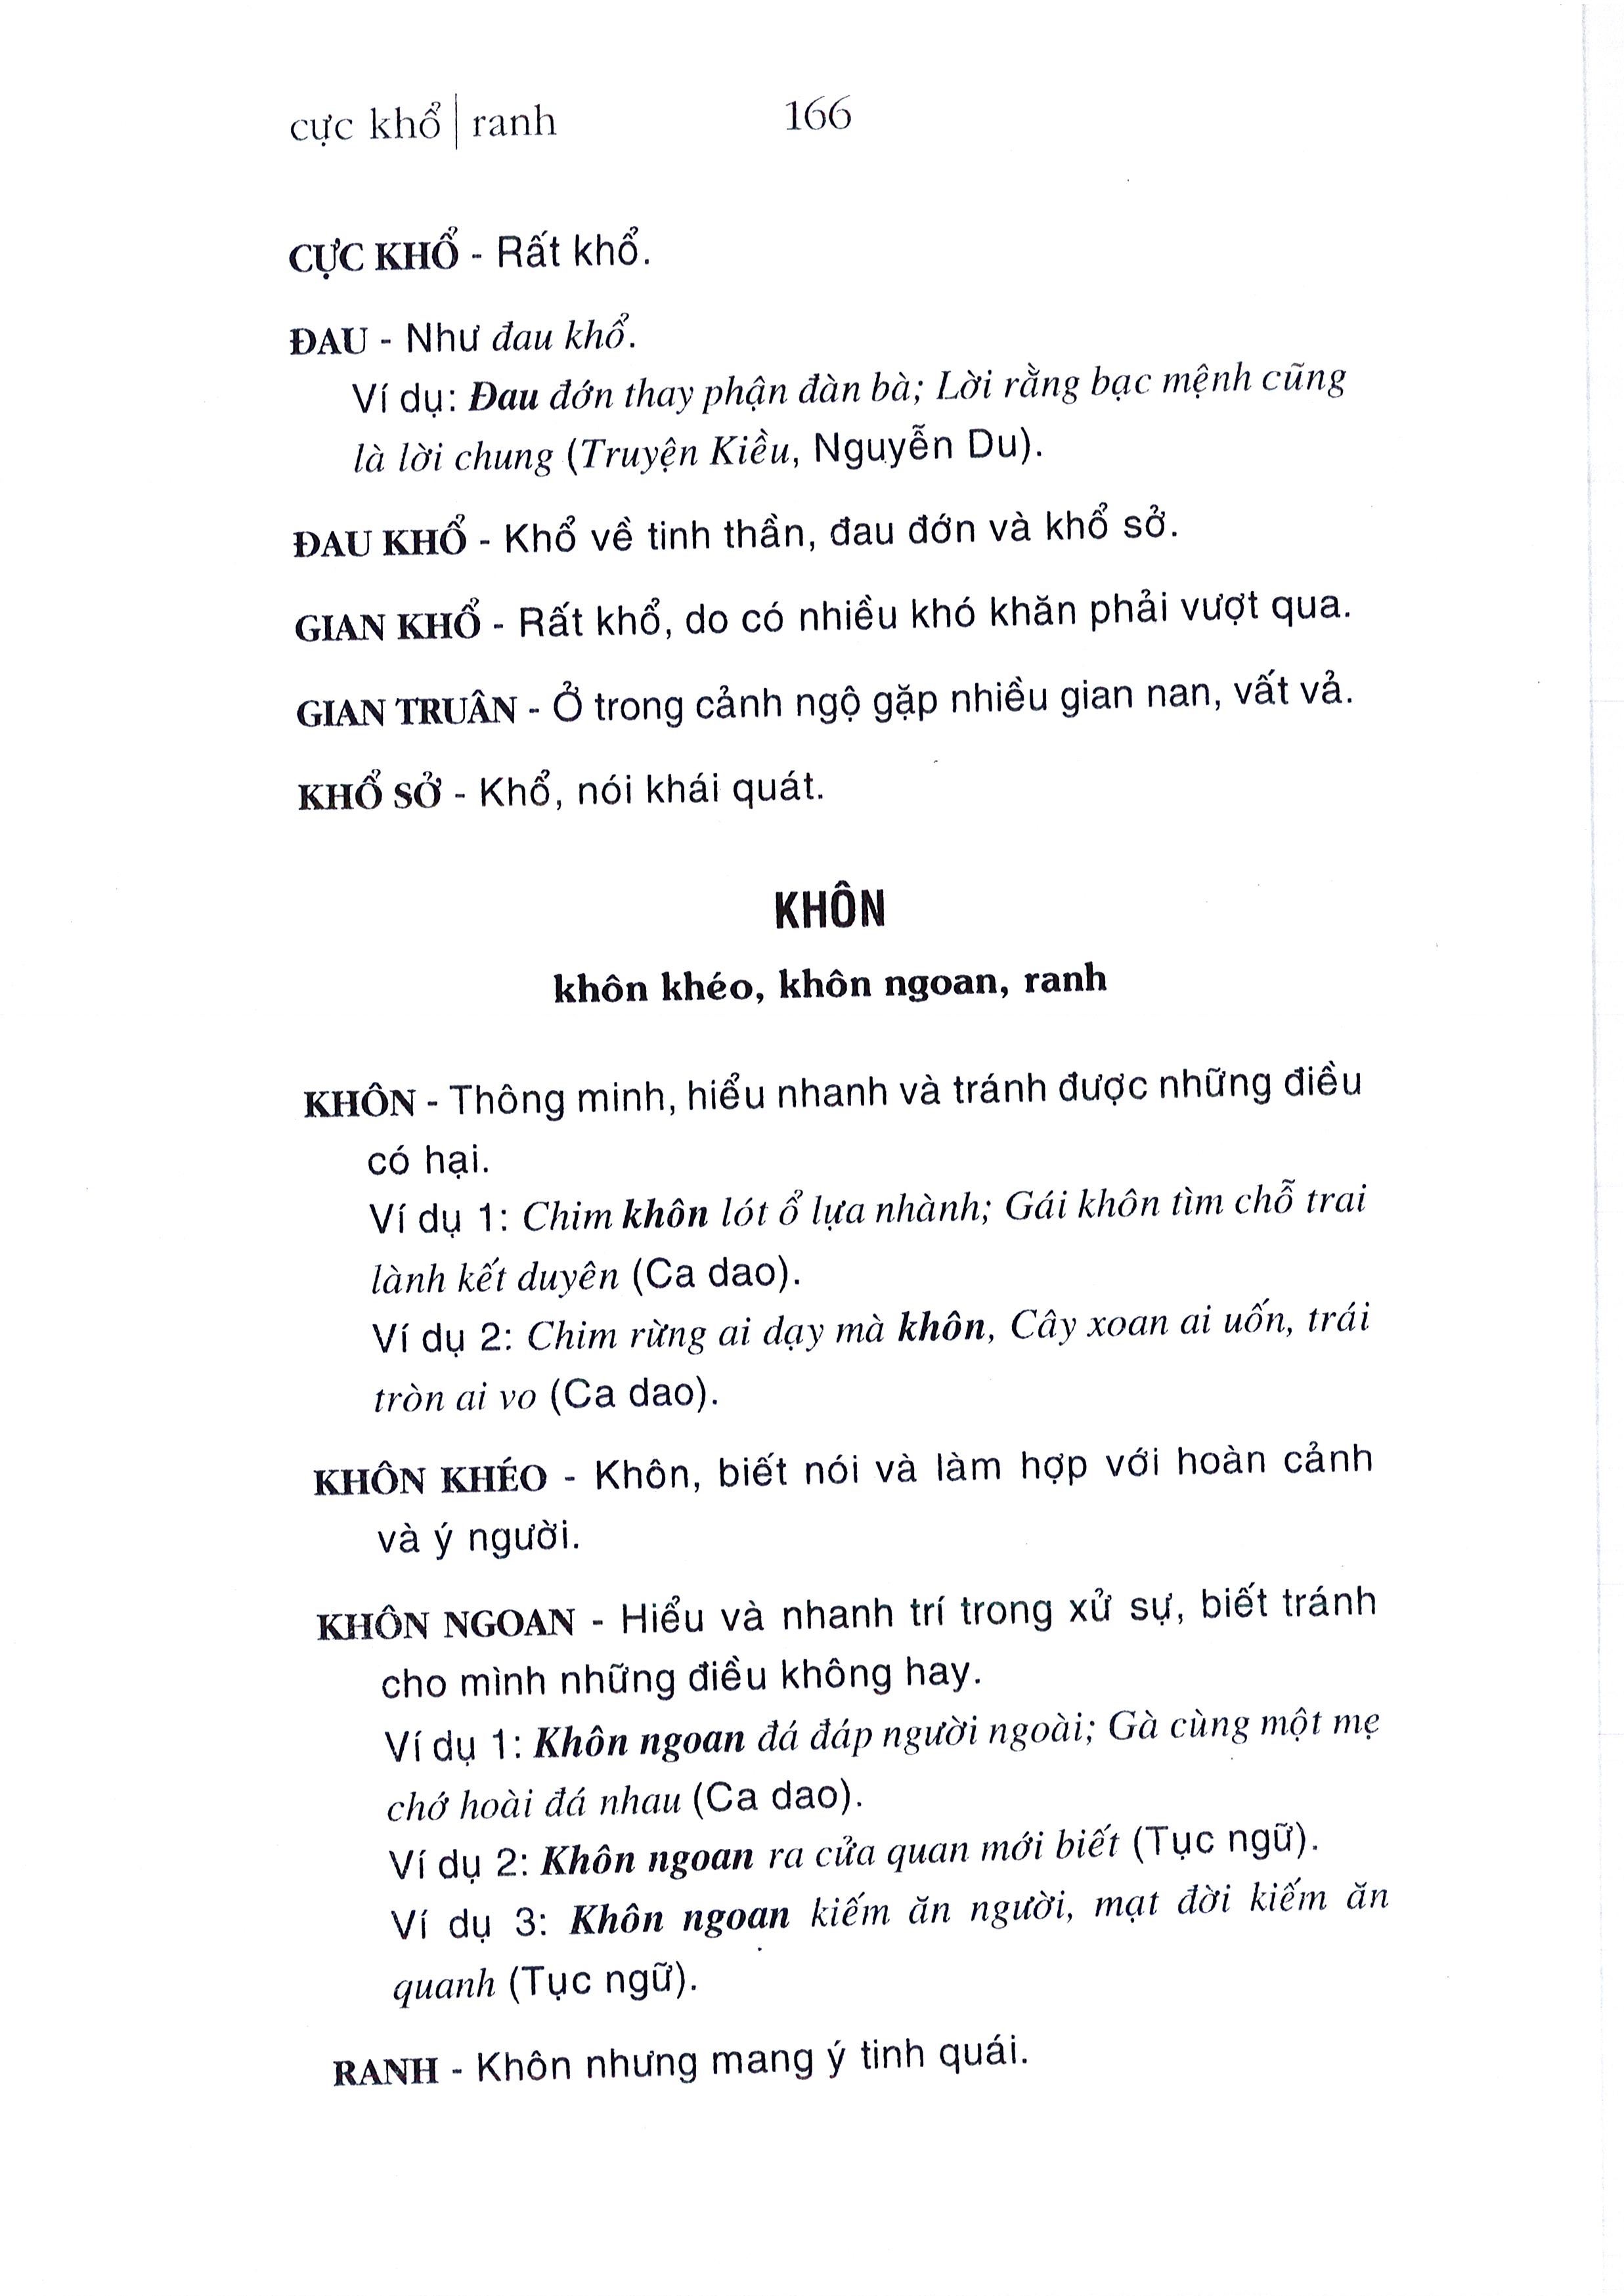 cực khổ | ranh 166
CỰC KHỔ - Rất khổ.
ĐAU - Như đau khổ.
Ví dụ: Đau đớn thay phận đàn bà; Lời rằng bạc mệnh cũng
là lời chung (Truyện Kiều, Nguyễn Du).
ĐAU KHỔ - Khổ về tinh thần, đau đớn và khổ sở.
GIAN KHỔ - Rất khổ, do có nhiều khó khăn phải vượt qua.
GIAN TRUÂN - Ở trong cảnh ngộ gặp nhiều gian nan, vất vả.
KHỔ SỞ - Khổ, nói khái quát.
KHÔN
khôn khéo, khôn ngoan, ranh
KHÔN - Thông minh, hiểu nhanh và tránh được những điều
có hại.
Ví dụ 1: Chim khôn lót ổ lựa nhành; Gái khôn tìm chỗ trai
lành kết duyên (Ca dao).
Ví dụ 2: Chim rừng ai dạy mà khôn, Cây xoan ai uốn, trái
tròn ai vo (Ca dao).
KHÔN KHÉO - Khôn, biết nói và làm hợp với hoàn cảnh
và ý người.
KHÔN NGOAN - Hiểu và nhanh trí trong xử sự, biết tránh
cho mình những điều không hay.
Ví dụ 1: Khôn ngoan đá đáp người ngoài; Gà cùng một mẹ
chớ hoài đá nhau (Ca dao).
Ví dụ 2: Khôn ngoan ra cửa quan mới biết (Tục ngữ).
Ví dụ 3: Khôn ngoan kiếm ăn người, mạt đời kiếm ăn
quanh (Tục ngữ).
RANH - Khôn nhưng mang ý tinh quái.